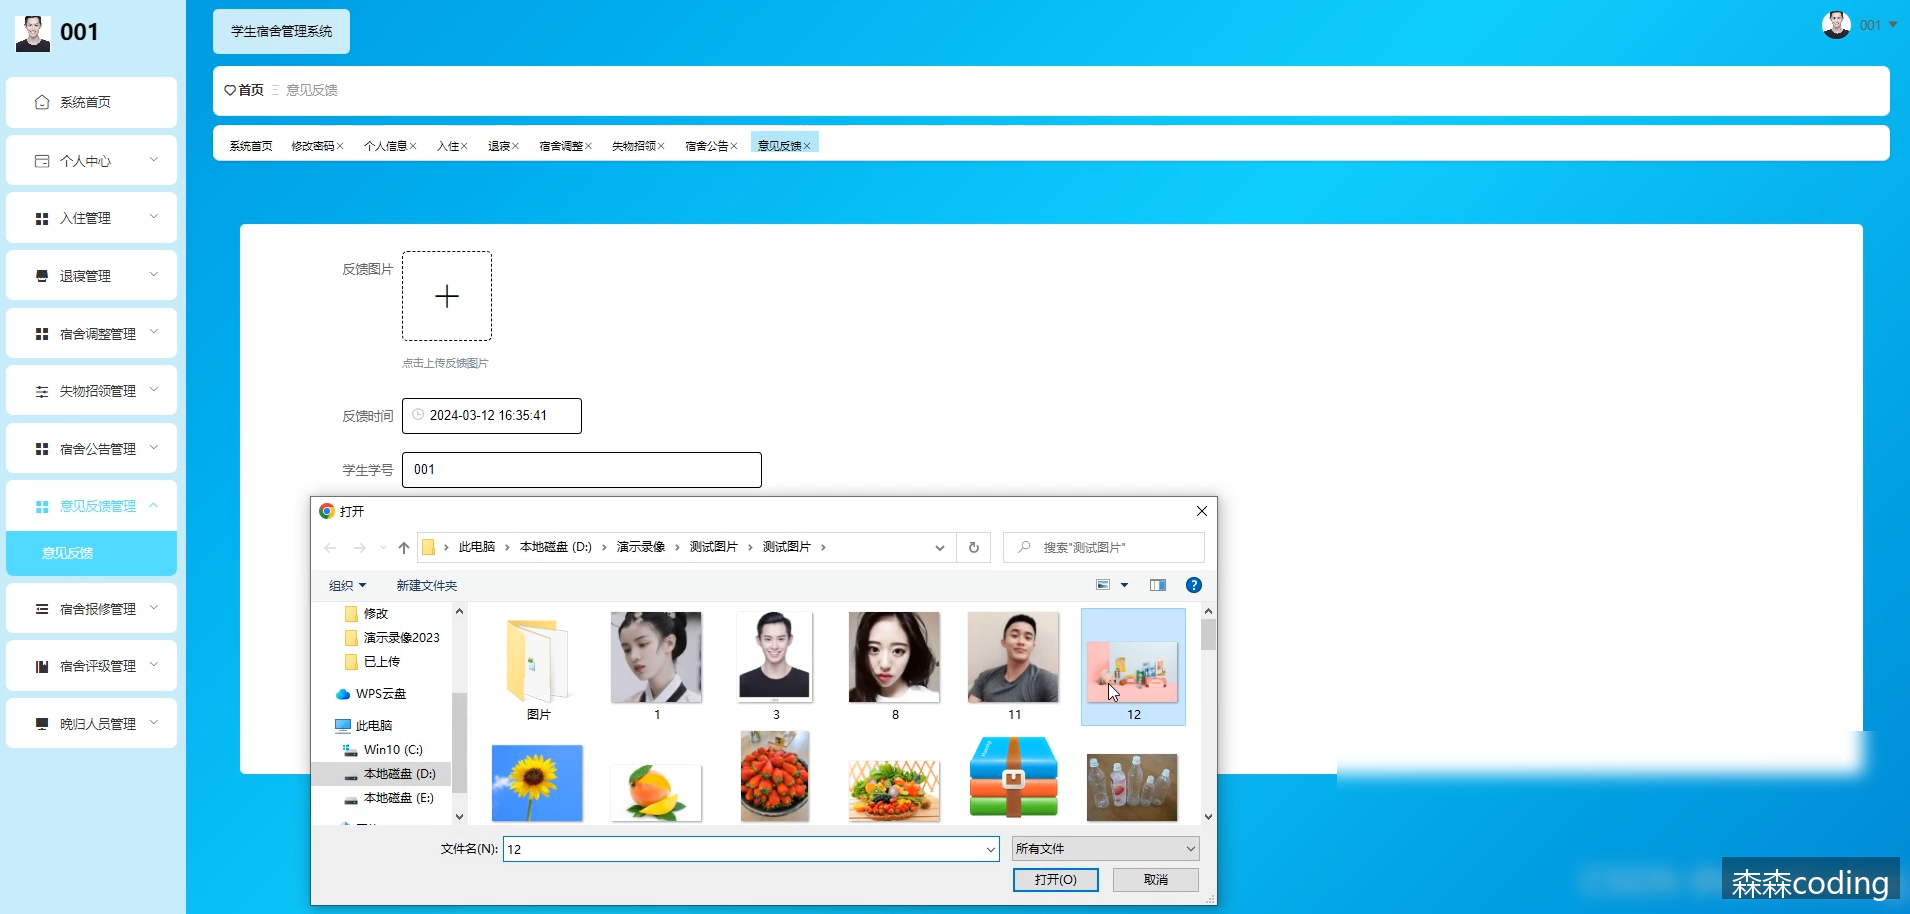 001
系统首页
个人中心
入住管理
退寝管理
宿舍调整管理
失物招领管理
宿舍公告管理
意见反馈管理
意见反馈
宿舍报修管理
宿舍评级管理
晚归人员管理
学生宿舍管理系统
001
首页 意见反馈
系统首页 修改密码× 个人信息× 入住× 退寝× 宿舍调整× 失物招领× 宿舍公告× 意见反馈×
反馈图片
点击上传反馈图片
反馈时间 2024-03-12 16:35:41
学生学号 001
打开
此电脑 › 本地磁盘 (D:) › 演示录像 › 测试图片 › 测试图片 ›
搜索"测试图片"
组织 新建文件夹
修改
演示录像2023
已上传
WPS云盘
此电脑
Win10 (C:)
本地磁盘 (D:)
本地磁盘 (E:)
图片 1 3 8 11 12
文件名(N): 12 所有文件
打开(O) 取消
森森coding